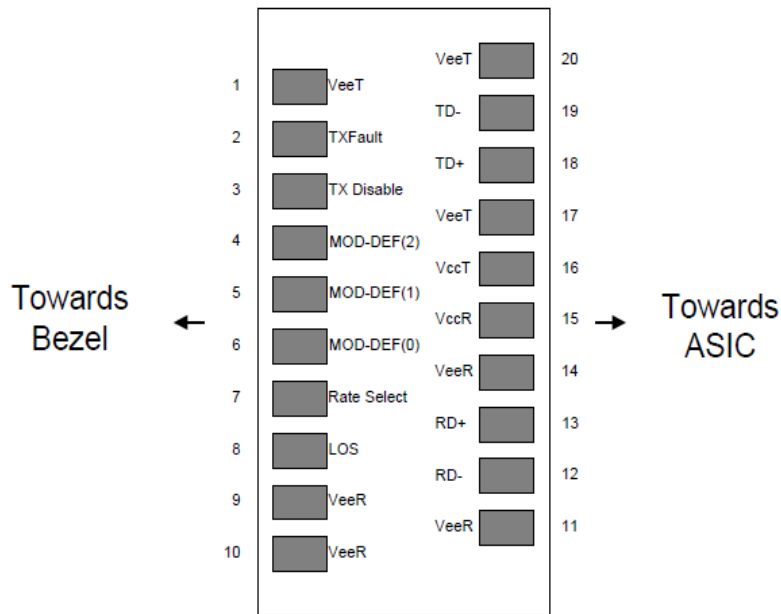 VeeT 20
1 VeeT
TD- 19
2 TXFault
TD+ 18
3 TX Disable
VeeT 17
4 MOD-DEF(2)
VccT 16
5 MOD-DEF(1)
Towards
Bezel
VccR 15
Towards
ASIC
6 MOD-DEF(0)
VeeR 14
7 Rate Select
RD+ 13
8 LOS
RD- 12
9 VeeR
VeeR 11
10 VeeR